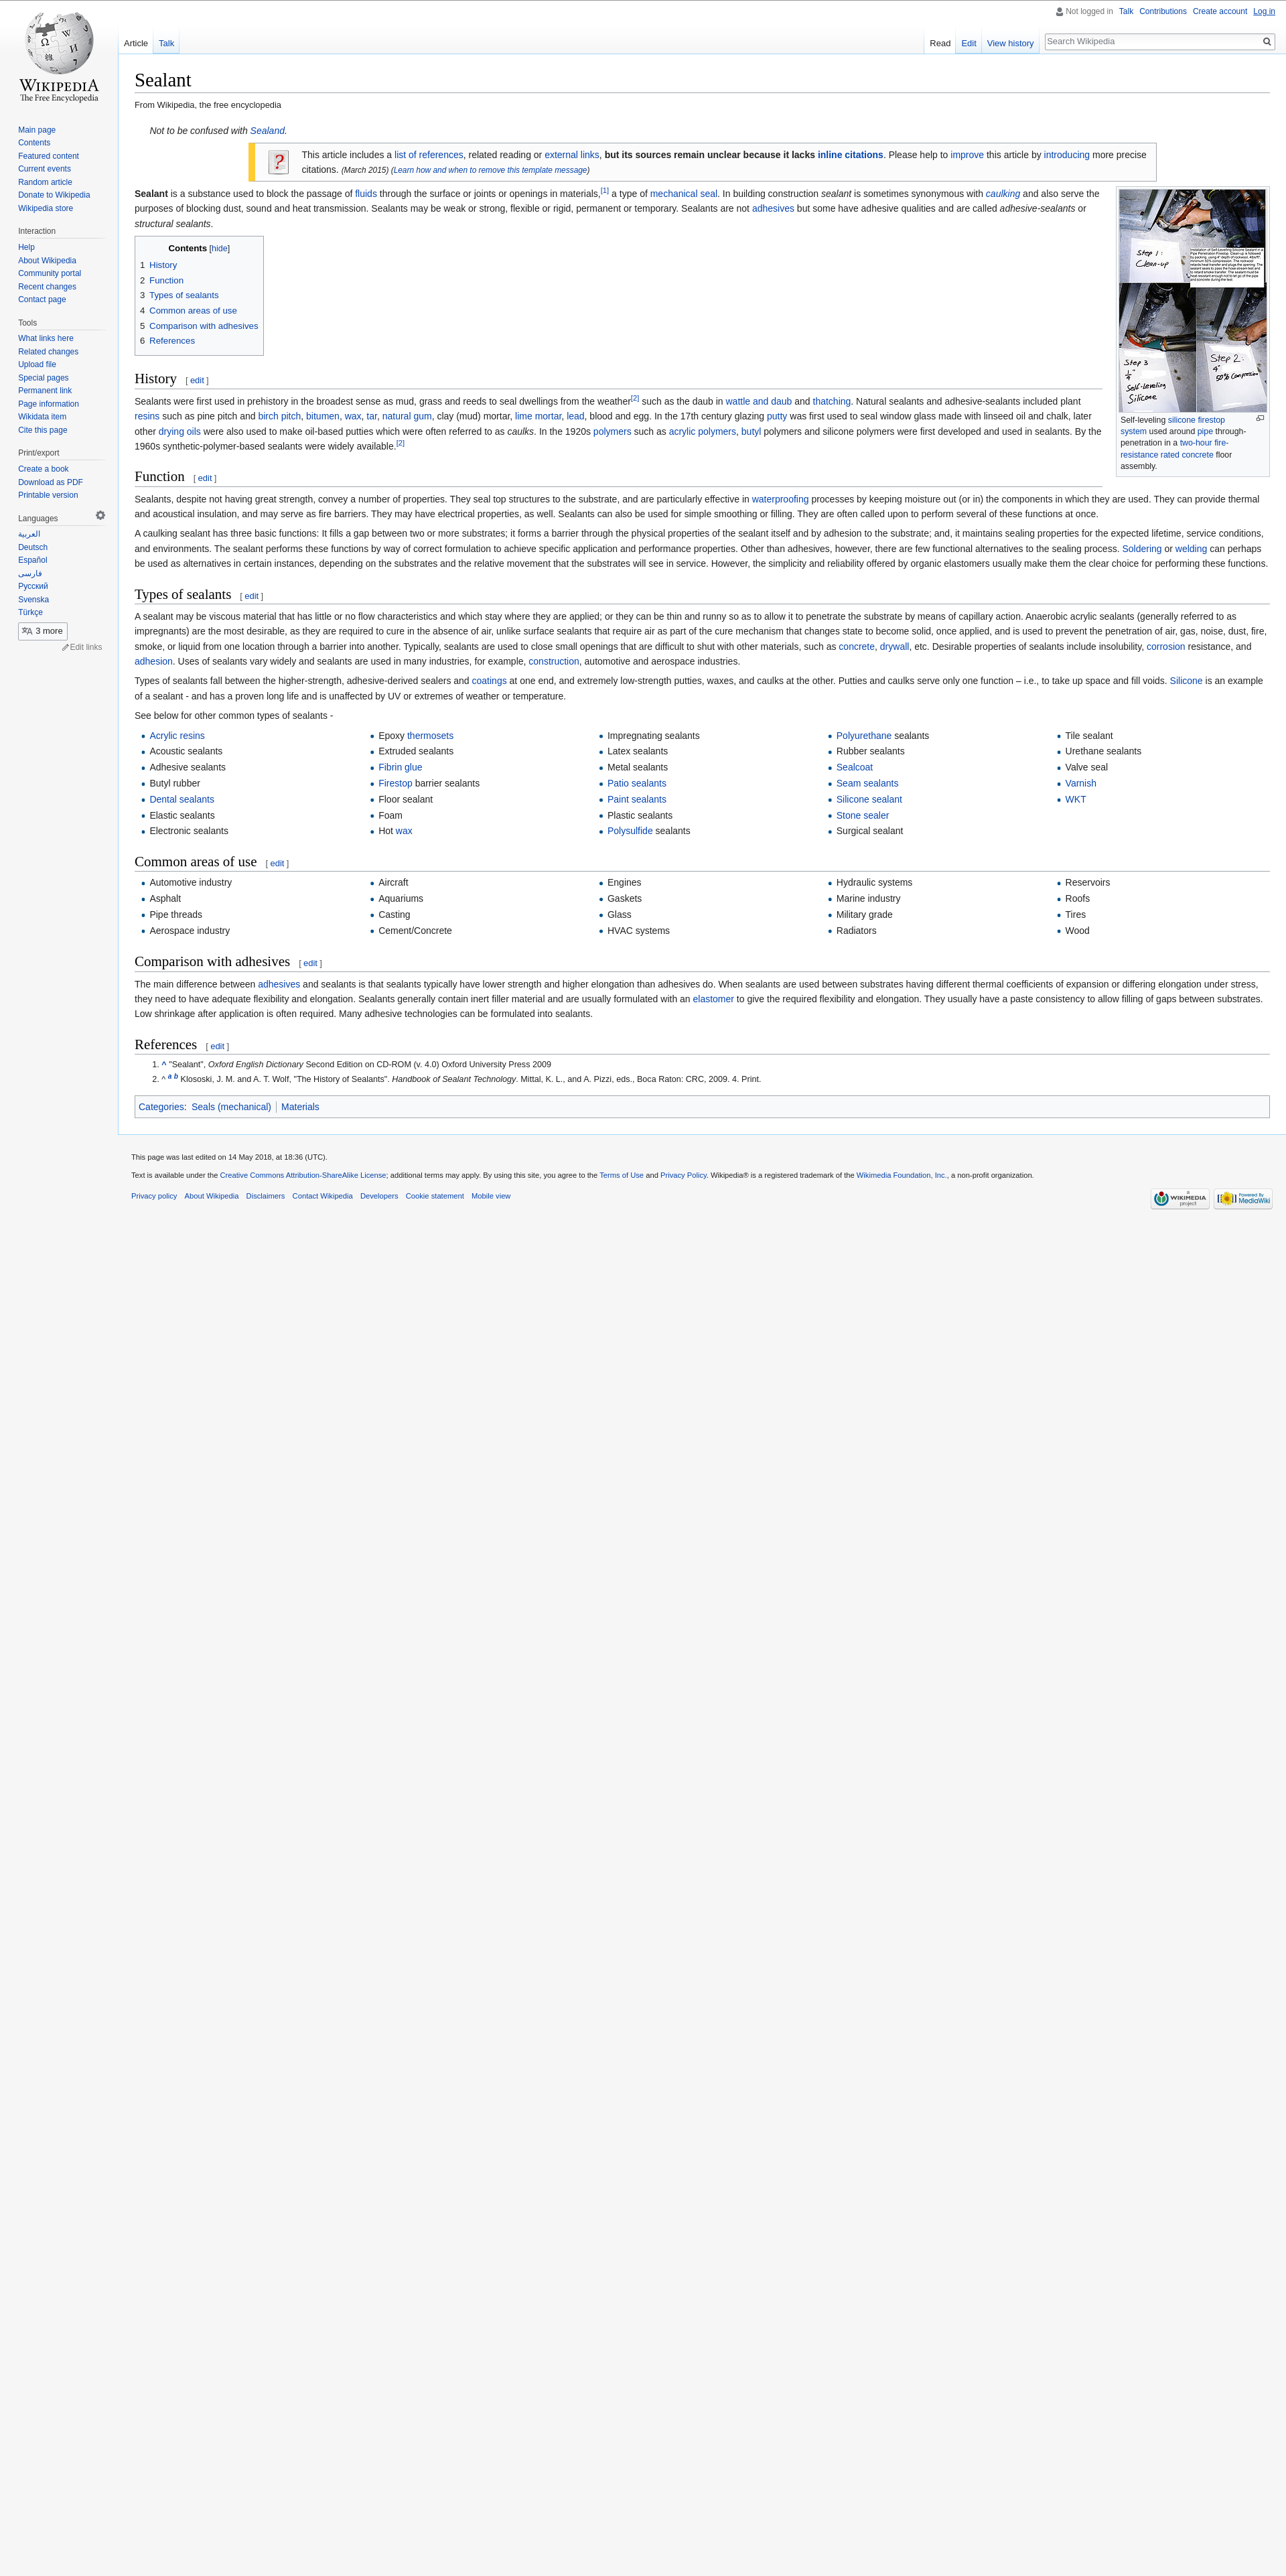 Not logged in Talk Contributions Create account Log in
Article Talk
Read Edit View history Search Wikipedia
WIKIPEDIA
The Free Encyclopedia
Main page
Contents
Featured content
Current events
Random article
Donate to Wikipedia
Wikipedia store
Interaction
Help
About Wikipedia
Community portal
Recent changes
Contact page
Tools
What links here
Related changes
Upload file
Special pages
Permanent link
Page information
Wikidata item
Cite this page
Print/export
Create a book
Download as PDF
Printable version
Languages
العربية
Deutsch
Español
فارسی
Русский
Svenska
Türkçe
3 more
Edit links
Sealant
From Wikipedia, the free encyclopedia
Not to be confused with Sealand.
This article includes a list of references, related reading or external links, but its sources remain unclear because it lacks inline citations. Please help to improve this article by introducing more precise
citations. (March 2015) (Learn how and when to remove this template message)
Sealant is a substance used to block the passage of fluids through the surface or joints or openings in materials,[1] a type of mechanical seal. In building construction sealant is sometimes synonymous with caulking and also serve the
purposes of blocking dust, sound and heat transmission. Sealants may be weak or strong, flexible or rigid, permanent or temporary. Sealants are not adhesives but some have adhesive qualities and are called adhesive-sealants or
structural sealants.
Step 1:
Clean-up
Step 3
1/4"
Self-leveling
Silicone
Step 2
4"
50% Compression
Self-leveling silicone firestop
system used around pipe through-
penetration in a two-hour fire-
resistance rated concrete floor
assembly.
Contents [hide]
1 History
2 Function
3 Types of sealants
4 Common areas of use
5 Comparison with adhesives
6 References
History [ edit ]
Sealants were first used in prehistory in the broadest sense as mud, grass and reeds to seal dwellings from the weather[2] such as the daub in wattle and daub and thatching. Natural sealants and adhesive-sealants included plant
resins such as pine pitch and birch pitch, bitumen, wax, tar, natural gum, clay (mud) mortar, lime mortar, lead, blood and egg. In the 17th century glazing putty was first used to seal window glass made with linseed oil and chalk, later
other drying oils were also used to make oil-based putties which were often referred to as caulks. In the 1920s polymers such as acrylic polymers, butyl polymers and silicone polymers were first developed and used in sealants. By the
1960s synthetic-polymer-based sealants were widely available.[2]
Function [ edit ]
Sealants, despite not having great strength, convey a number of properties. They seal top structures to the substrate, and are particularly effective in waterproofing processes by keeping moisture out (or in) the components in which they are used. They can provide thermal
and acoustical insulation, and may serve as fire barriers. They may have electrical properties, as well. Sealants can also be used for simple smoothing or filling. They are often called upon to perform several of these functions at once.
A caulking sealant has three basic functions: It fills a gap between two or more substrates; it forms a barrier through the physical properties of the sealant itself and by adhesion to the substrate; and, it maintains sealing properties for the expected lifetime, service conditions,
and environments. The sealant performs these functions by way of correct formulation to achieve specific application and performance properties. Other than adhesives, however, there are few functional alternatives to the sealing process. Soldering or welding can perhaps
be used as alternatives in certain instances, depending on the substrates and the relative movement that the substrates will see in service. However, the simplicity and reliability offered by organic elastomers usually make them the clear choice for performing these functions.
Types of sealants [ edit ]
A sealant may be viscous material that has little or no flow characteristics and which stay where they are applied; or they can be thin and runny so as to allow it to penetrate the substrate by means of capillary action. Anaerobic acrylic sealants (generally referred to as
impregnants) are the most desirable, as they are required to cure in the absence of air, unlike surface sealants that require air as part of the cure mechanism that changes state to become solid, once applied, and is used to prevent the penetration of air, gas, noise, dust, fire,
smoke, or liquid from one location through a barrier into another. Typically, sealants are used to close small openings that are difficult to shut with other materials, such as concrete, drywall, etc. Desirable properties of sealants include insolubility, corrosion resistance, and
adhesion. Uses of sealants vary widely and sealants are used in many industries, for example, construction, automotive and aerospace industries.
Types of sealants fall between the higher-strength, adhesive-derived sealers and coatings at one end, and extremely low-strength putties, waxes, and caulks at the other. Putties and caulks serve only one function – i.e., to take up space and fill voids. Silicone is an example
of a sealant - and has a proven long life and is unaffected by UV or extremes of weather or temperature.
See below for other common types of sealants -
Acrylic resins
Acoustic sealants
Adhesive sealants
Butyl rubber
Dental sealants
Elastic sealants
Electronic sealants
Epoxy thermosets
Extruded sealants
Fibrin glue
Firestop barrier sealants
Floor sealant
Foam
Hot wax
Impregnating sealants
Latex sealants
Metal sealants
Patio sealants
Paint sealants
Plastic sealants
Polysulfide sealants
Polyurethane sealants
Rubber sealants
Sealcoat
Seam sealants
Silicone sealant
Stone sealer
Surgical sealant
Tile sealant
Urethane sealants
Valve seal
Varnish
WKT
Common areas of use [ edit ]
Automotive industry
Asphalt
Pipe threads
Aerospace industry
Aircraft
Aquariums
Casting
Cement/Concrete
Engines
Gaskets
Glass
HVAC systems
Hydraulic systems
Marine industry
Military grade
Radiators
Reservoirs
Roofs
Tires
Wood
Comparison with adhesives [ edit ]
The main difference between adhesives and sealants is that sealants typically have lower strength and higher elongation than adhesives do. When sealants are used between substrates having different thermal coefficients of expansion or differing elongation under stress,
they need to have adequate flexibility and elongation. Sealants generally contain inert filler material and are usually formulated with an elastomer to give the required flexibility and elongation. They usually have a paste consistency to allow filling of gaps between substrates.
Low shrinkage after application is often required. Many adhesive technologies can be formulated into sealants.
References [ edit ]
1. ^ "Sealant", Oxford English Dictionary Second Edition on CD-ROM (v. 4.0) Oxford University Press 2009
2. ^ a b Klososki, J. M. and A. T. Wolf, "The History of Sealants". Handbook of Sealant Technology. Mittal, K. L., and A. Pizzi, eds., Boca Raton: CRC, 2009. 4. Print.
Categories: Seals (mechanical) Materials
This page was last edited on 14 May 2018, at 18:36 (UTC).
Text is available under the Creative Commons Attribution-ShareAlike License; additional terms may apply. By using this site, you agree to the Terms of Use and Privacy Policy. Wikipedia® is a registered trademark of the Wikimedia Foundation, Inc., a non-profit organization.
Privacy policy About Wikipedia Disclaimers Contact Wikipedia Developers Cookie statement Mobile view
A WIKIMEDIA project
Powered By MediaWiki